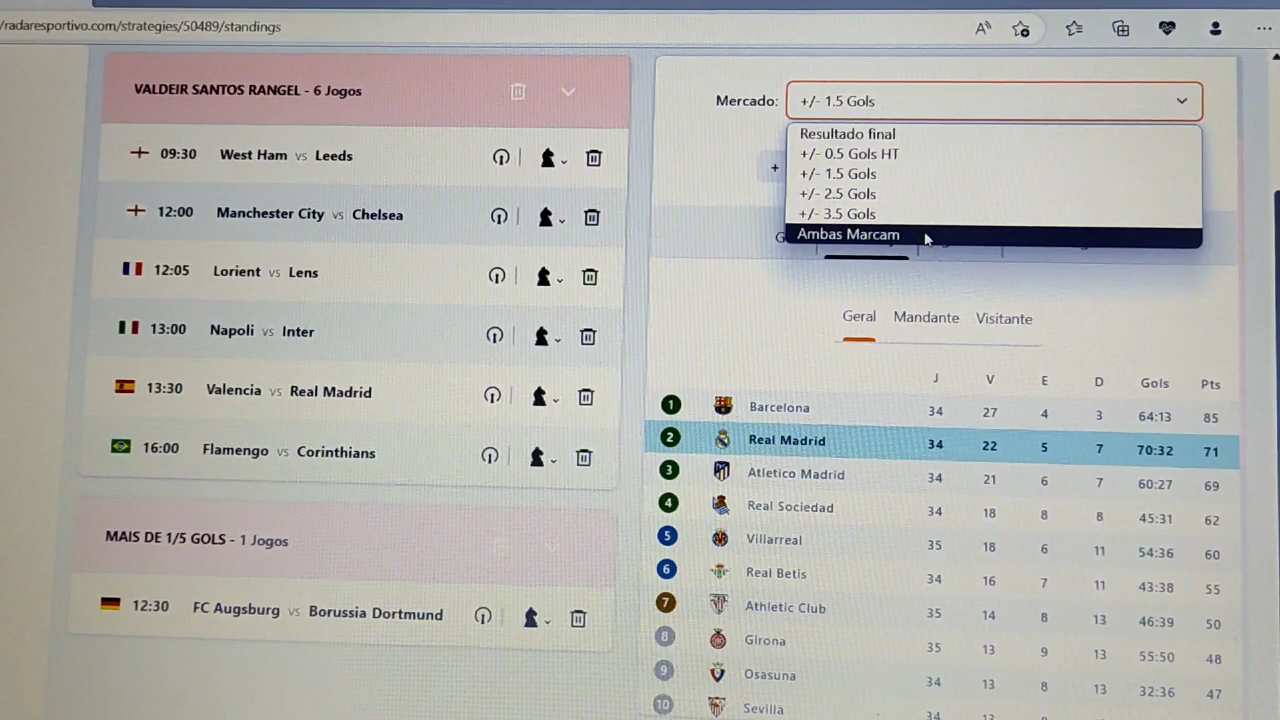 /radaresportivo.com/strategies/50489/standings
VALDEIR SANTOS RANGEL - 6 Jogos
09:30 West Ham vs Leeds
12:00 Manchester City vs Chelsea
12:05 Lorient vs Lens
13:00 Napoli vs Inter
13:30 Valencia vs Real Madrid
16:00 Flamengo vs Corinthians
MAIS DE 1/5 GOLS - 1 Jogos
12:30 FC Augsburg vs Borussia Dortmund
Mercado: +/- 1.5 Gols
Resultado final
+/- 0.5 Gols HT
+/- 1.5 Gols
+/- 2.5 Gols
+/- 3.5 Gols
Ambas Marcam
Geral Mandante Visitante
J V E D Gols Pts
1 Barcelona 34 27 4 3 64:13 85
2 Real Madrid 34 22 5 7 70:32 71
3 Atletico Madrid 34 21 6 7 60:27 69
4 Real Sociedad 34 18 8 8 45:31 62
5 Villarreal 35 18 6 11 54:36 60
6 Real Betis 34 16 7 11 43:38 55
7 Athletic Club 35 14 8 13 46:39 50
8 Girona 35 13 9 13 55:50 48
9 Osasuna 34 13 8 13 32:36 47
10 Sevilla 34